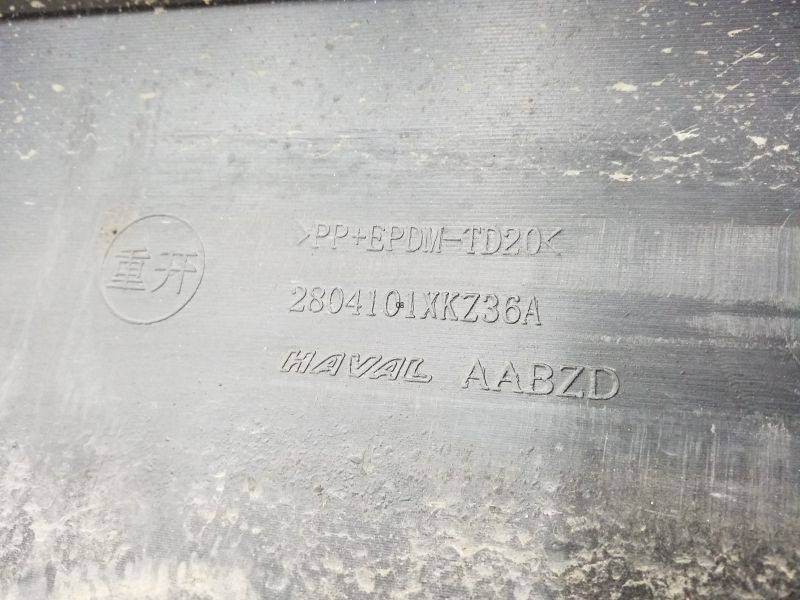 重开
>PP+EPDM-TD20<
2804101XKZ36A
HAVAL AABZD